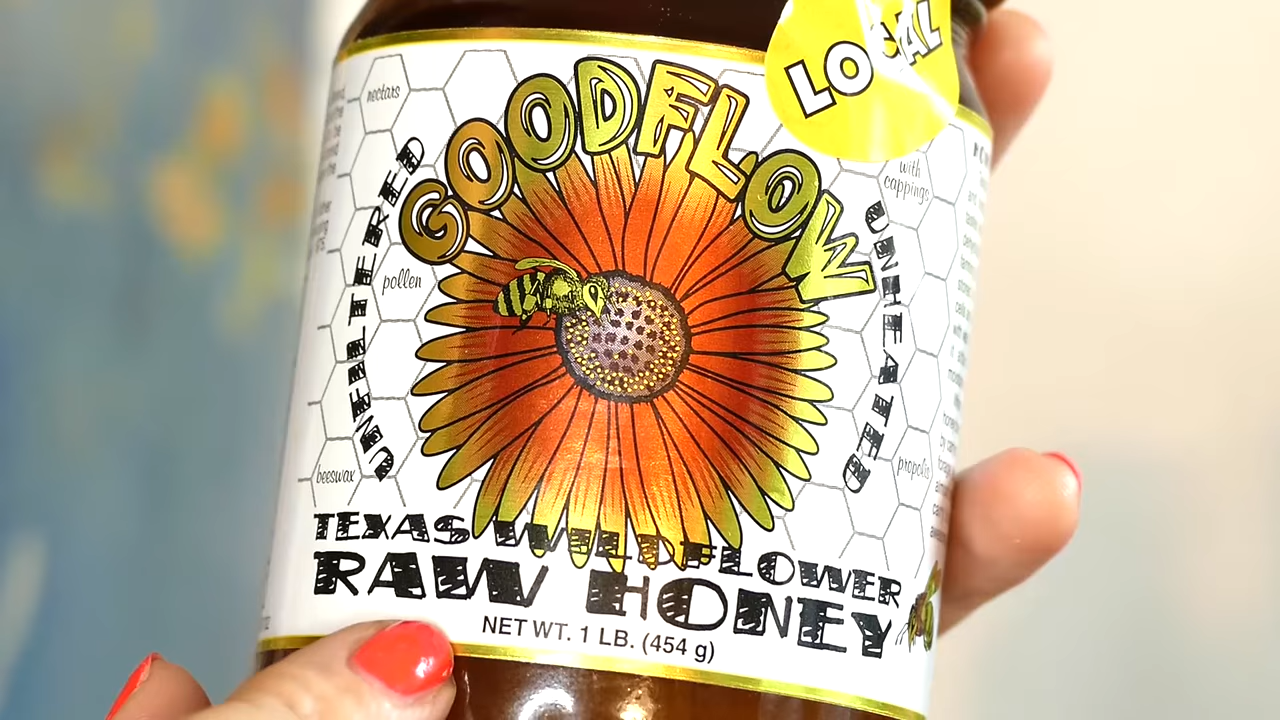 LOCAL
GOODFLOW
nectars
with
cappings
UNFILTERED
UNHEATED
pollen
beeswax
propolis
TEXAS WILDFLOWER
RAW HONEY
NET WT. 1 LB. (454 g)